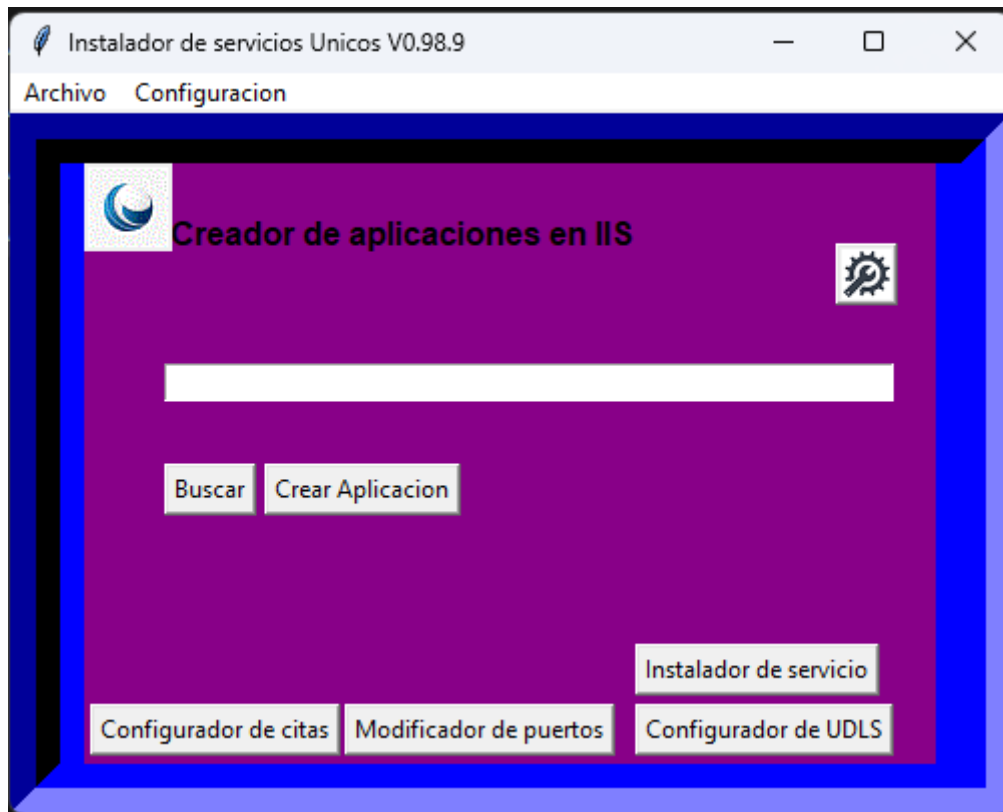 Instalador de servicios Unicos V0.98.9
Archivo Configuracion
Creador de aplicaciones en IIS
Buscar Crear Aplicacion
Instalador de servicio
Configurador de citas Modificador de puertos Configurador de UDLS